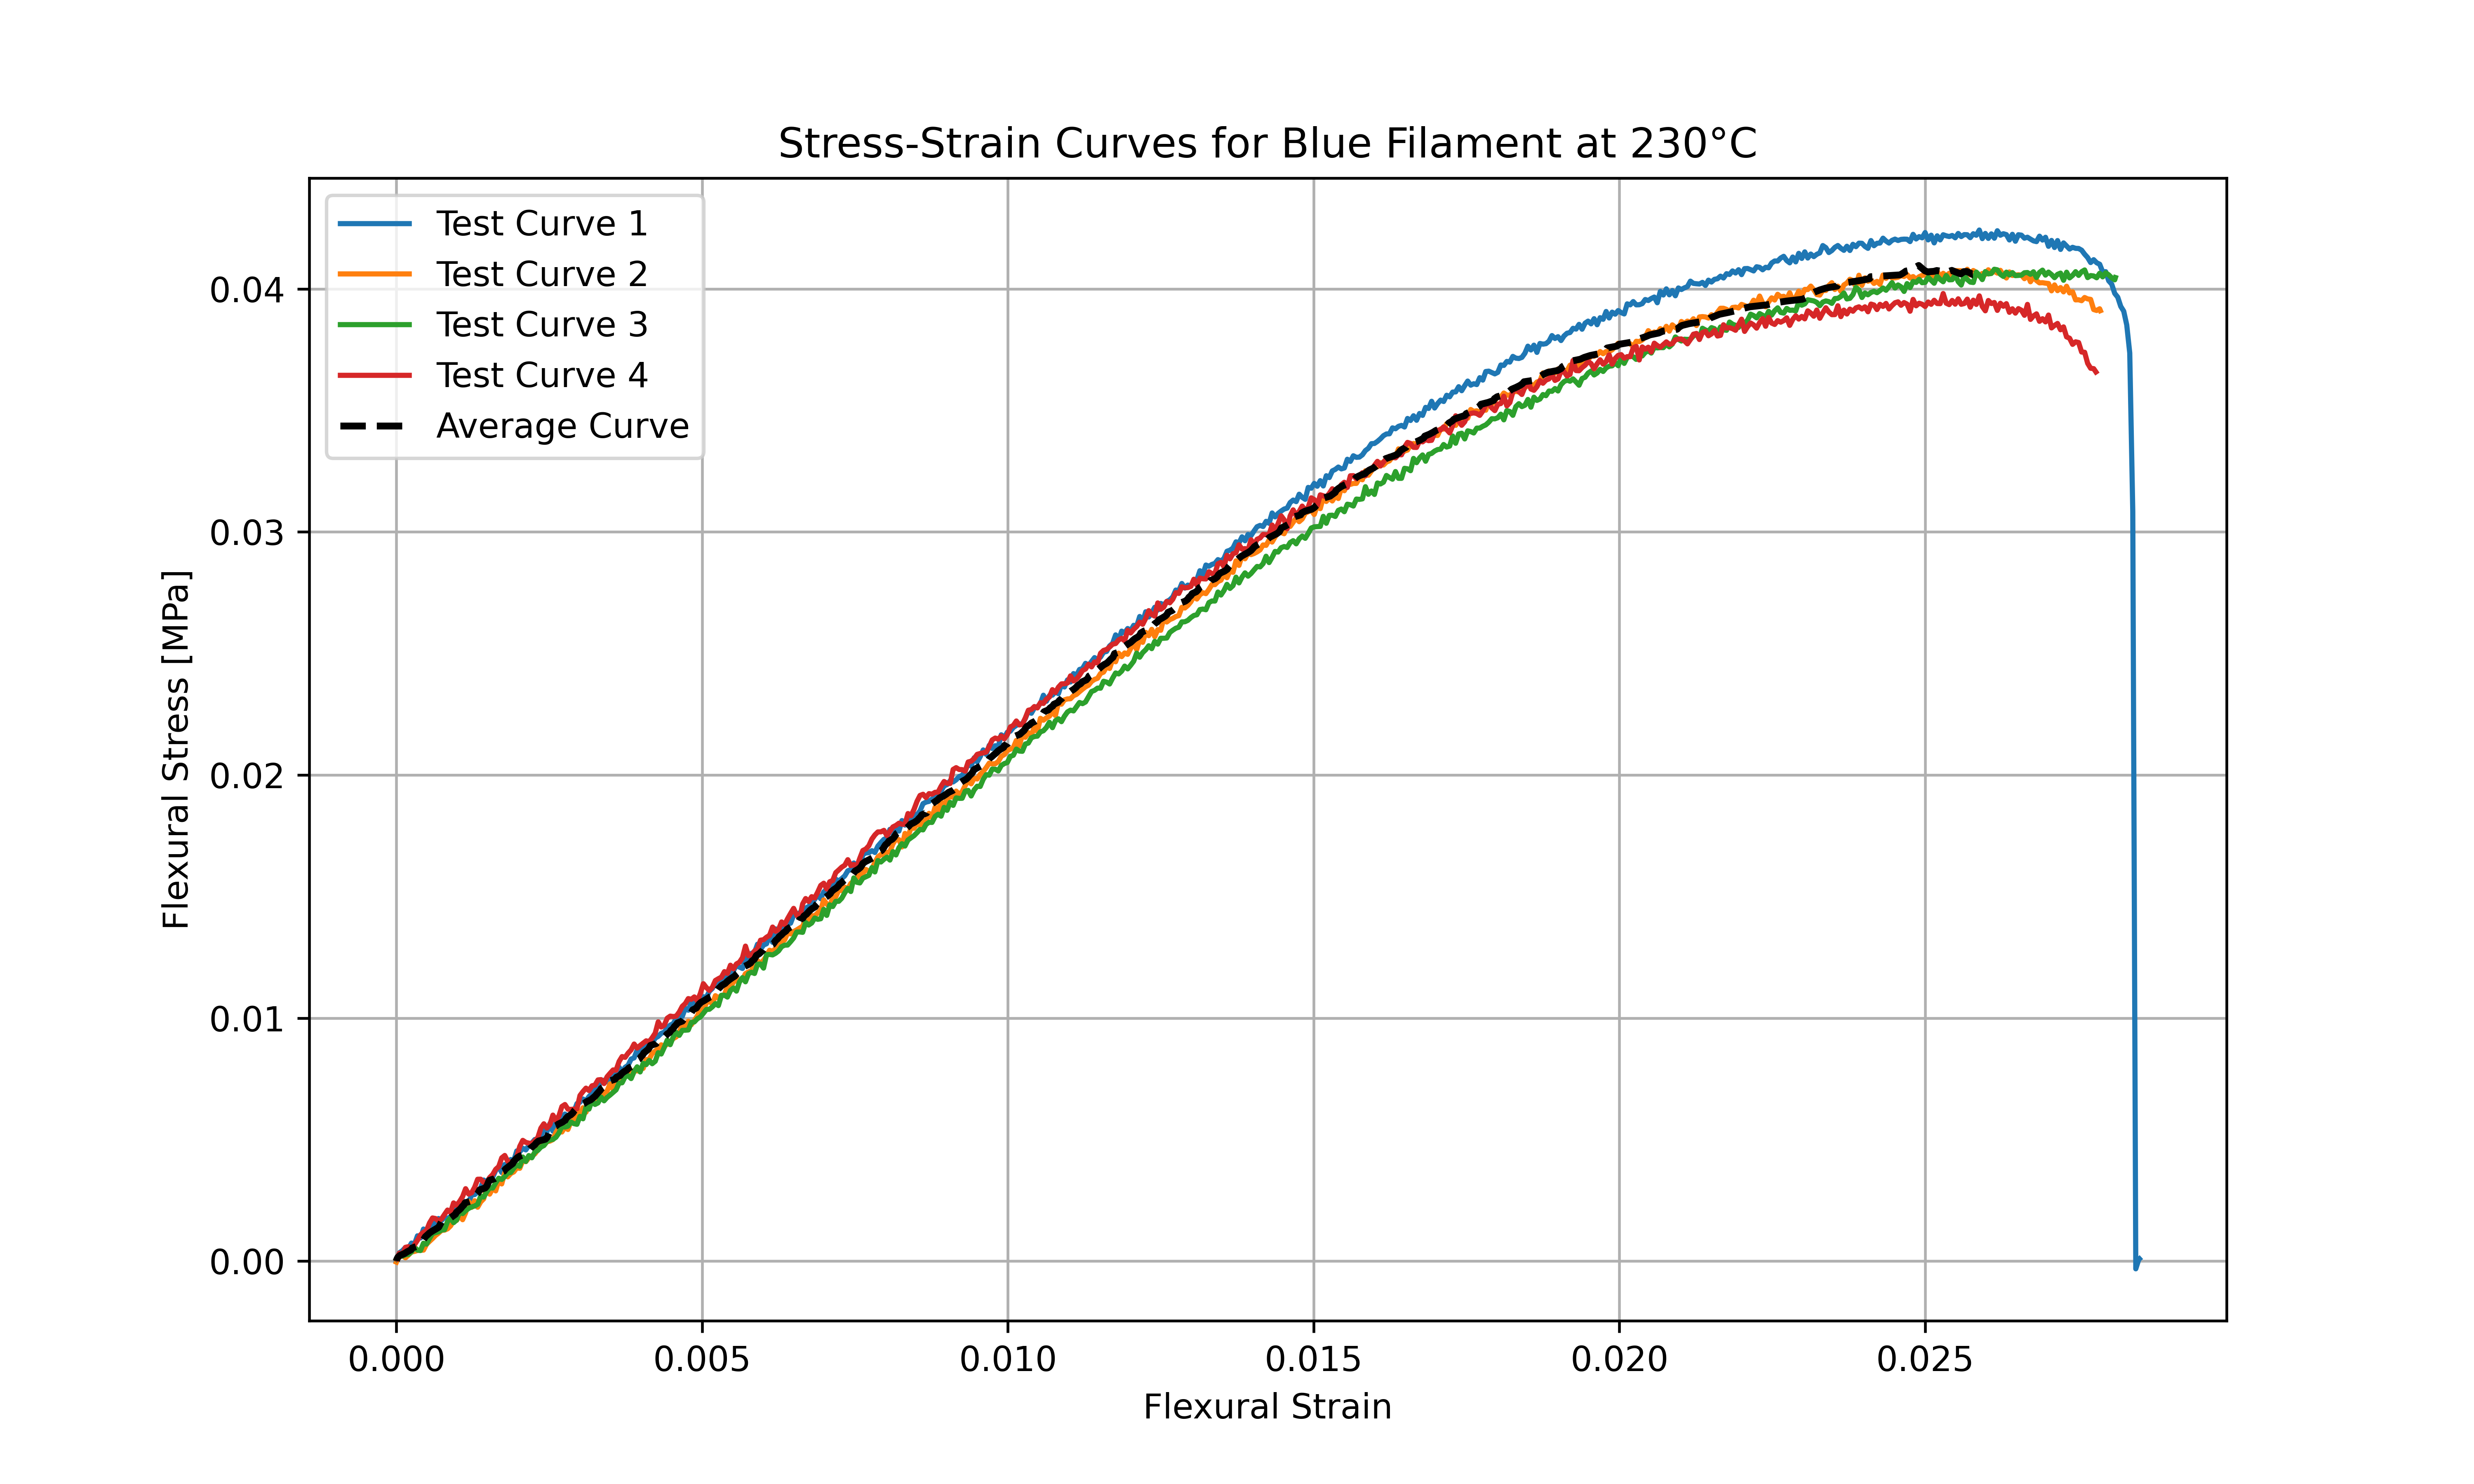 Stress-Strain Curves for Blue Filament at 230°C
Test Curve 1
Test Curve 2
Test Curve 3
Test Curve 4
Average Curve
Flexural Stress [MPa]
0.04
0.03
0.02
0.01
0.00
0.000
0.005
0.010
0.015
0.020
0.025
Flexural Strain